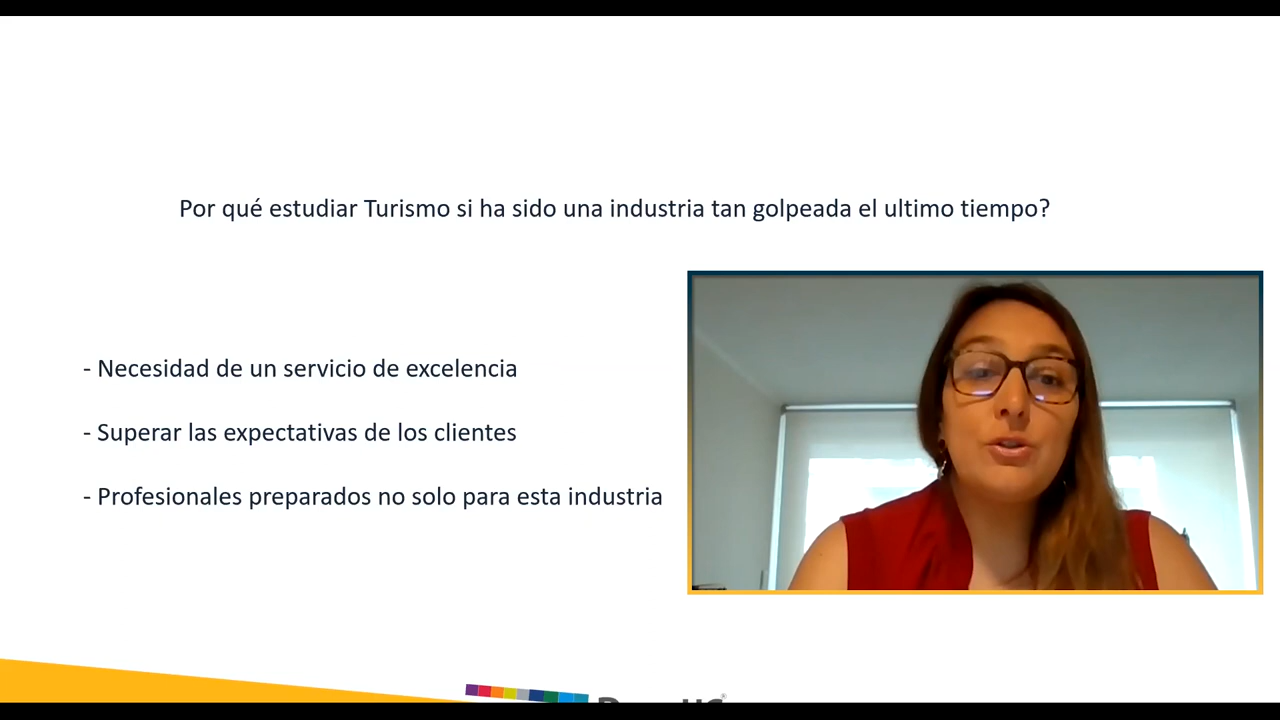 Por qué estudiar Turismo si ha sido una industria tan golpeada el ultimo tiempo?
- Necesidad de un servicio de excelencia
- Superar las expectativas de los clientes
- Profesionales preparados no solo para esta industria